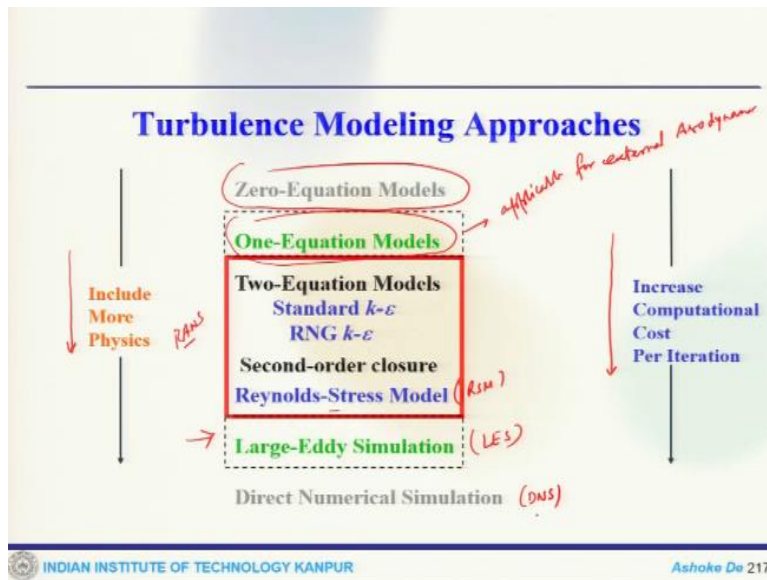 Turbulence Modeling Approaches
applicable for external Aerodynamic
Zero-Equation Models
One-Equation Models
Two-Equation Models
Standard k-ε
RNG k-ε
Second-order closure
Reynolds-Stress Model (RSM)
Large-Eddy Simulation (LES)
Direct Numerical Simulation (DNS)
Include
More
Physics
RANS
Increase
Computational
Cost
Per Iteration
INDIAN INSTITUTE OF TECHNOLOGY KANPUR
Ashoke De 217